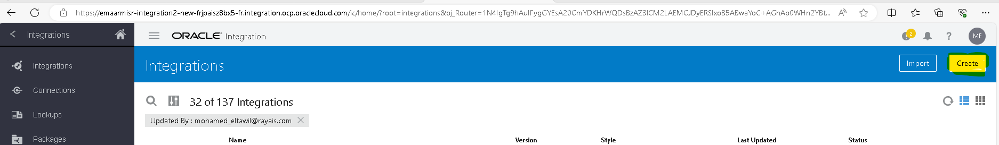 https://emaarmisr-integration2-new-frjpaisz8bx5-fr.integration.ocp.oraclecloud.com/ic/home/?root=integrations&oj_Router=1N4IgTg9hAuIFygGYEsA20CmYDKHrWQDsBzAZ3ICM2LAEMCJDyERSIxoB5ABwaYoC+AGhAp0WHn2YBt...
Integrations
ORACLE Integration
2
ME
Integrations
Integrations
Import
Create
Connections
32 of 137 Integrations
Lookups
Updated By : mohamed_eltawil@rayais.com
Packages
Name Version Style Last Updated Status